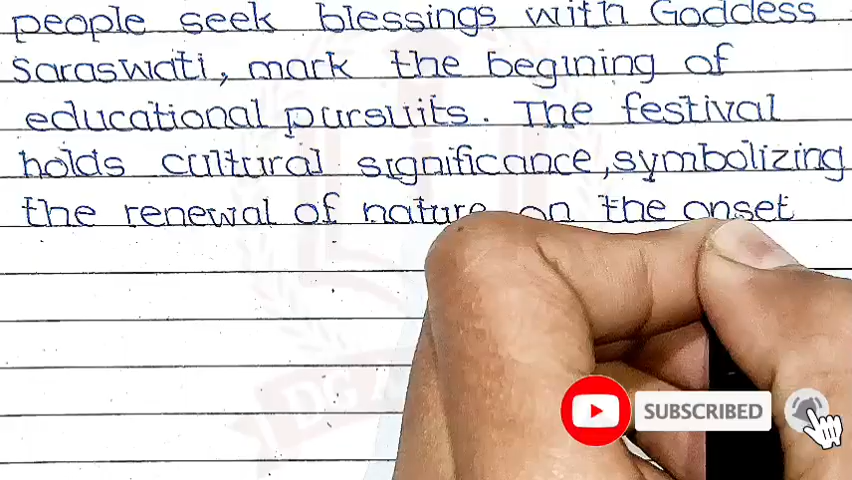 people seek blessings with Goddess
Saraswati, mark the begining of
educational pursuits. The festival
holds cultural significance, symbolizing
the renewal of nature on the onset
SUBSCRIBED